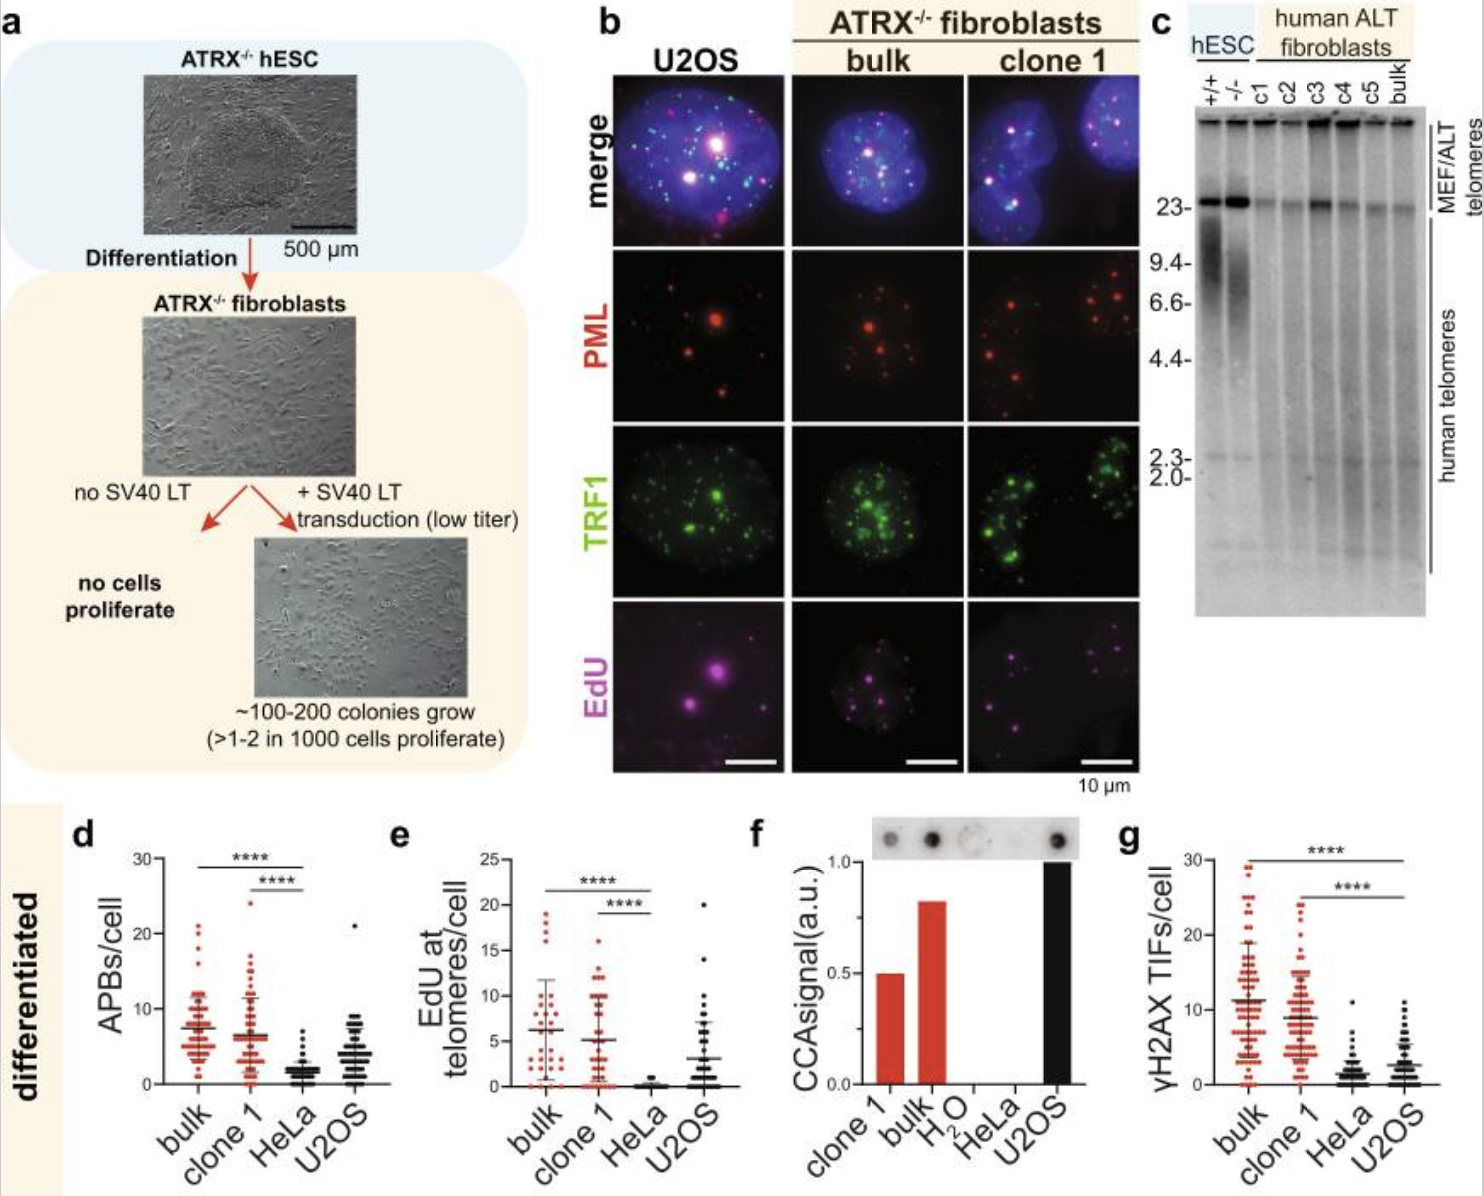 a
ATRX-/- hESC
500 µm
Differentiation
ATRX-/- fibroblasts
no SV40 LT
+ SV40 LT
transduction (low titer)
no cells
proliferate
~100-200 colonies grow
(>1-2 in 1000 cells proliferate)
b
ATRX-/- fibroblasts
U2OS
bulk
clone 1
merge
PML
TRF1
EdU
10 µm
c
hESC
human ALT
fibroblasts
+/+
-/-
c1
c2
c3
c4
c5
bulk
23-
9.4-
6.6-
4.4-
2.3-
2.0-
MEF/ALT
telomeres
human telomeres
differentiated
d
APBs/cell
30
20
10
0
****
****
bulk
clone 1
HeLa
U2OS
e
EdU at
telomeres/cell
25
20
15
10
5
0
****
****
bulk
clone 1
HeLa
U2OS
f
CCAsignal(a.u.)
1.0
0.5
0.0
clone 1
bulk
H2O
HeLa
U2OS
g
γH2AX TIFs/cell
30
20
10
0
****
****
bulk
clone 1
HeLa
U2OS